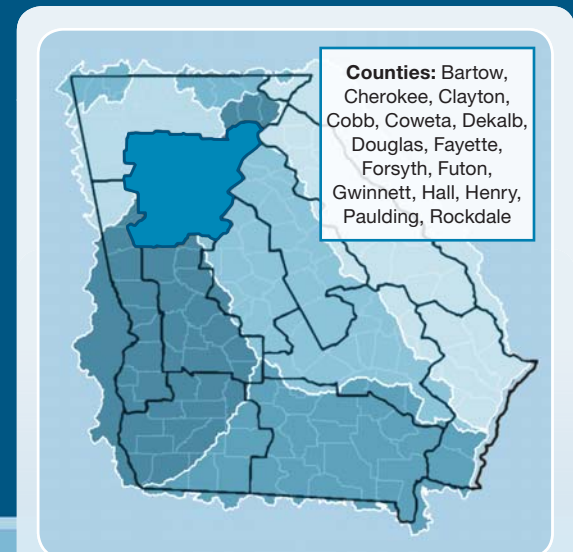 Counties: Bartow,
Cherokee, Clayton,
Cobb, Coweta, Dekalb,
Douglas, Fayette,
Forsyth, Futon,
Gwinnett, Hall, Henry,
Paulding, Rockdale